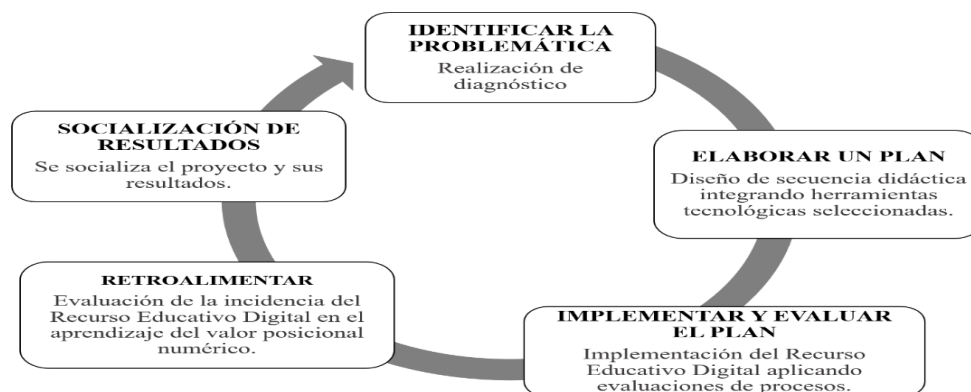 IDENTIFICAR LA
PROBLEMÁTICA
Realización de
diagnóstico
ELABORAR UN PLAN
Diseño de secuencia didáctica
integrando herramientas
tecnológicas seleccionadas.
IMPLEMENTAR Y EVALUAR
EL PLAN
Implementación del Recurso
Educativo Digital aplicando
evaluaciones de procesos.
RETROALIMENTAR
Evaluación de la incidencia del
Recurso Educativo Digital en el
aprendizaje del valor posicional
numérico.
SOCIALIZACIÓN DE
RESULTADOS
Se socializa el proyecto y sus
resultados.